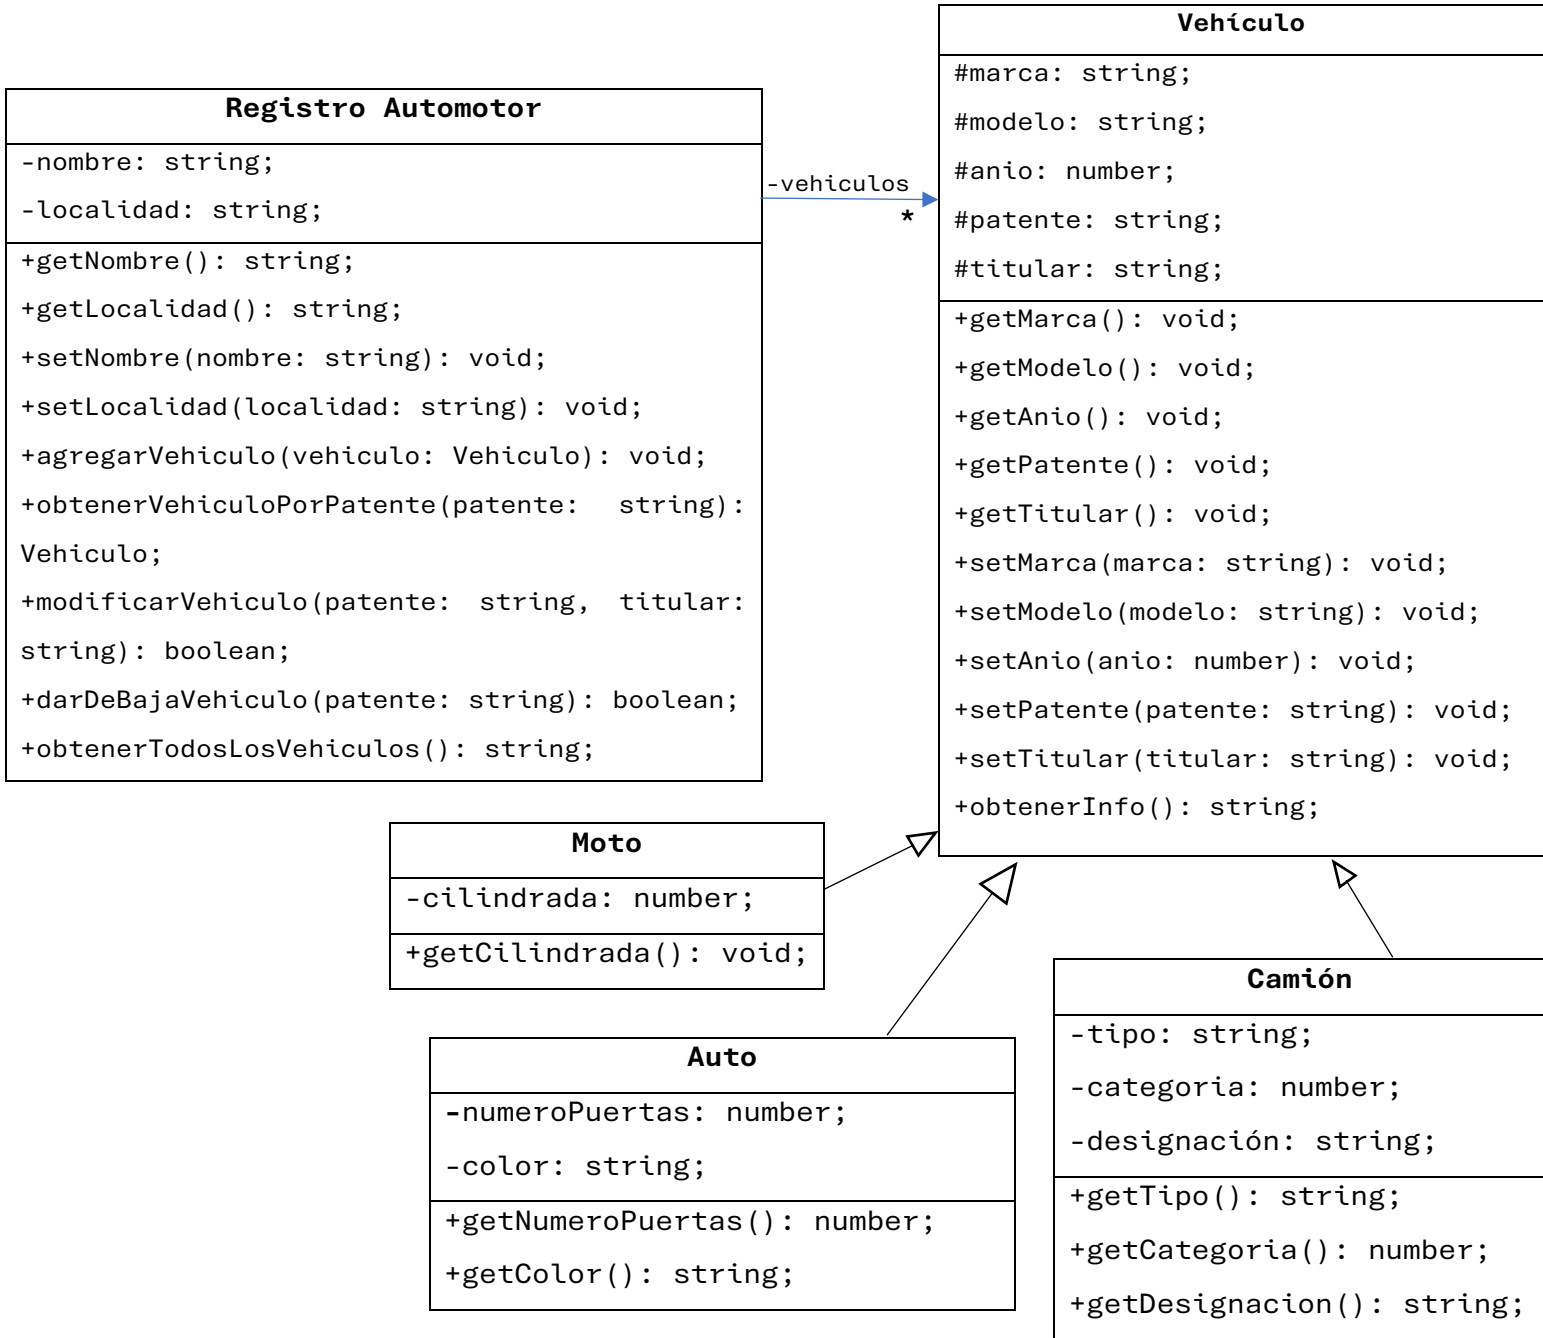 Registro Automotor
-nombre: string;
-localidad: string;
+getNombre(): string;
+getLocalidad(): string;
+setNombre(nombre: string): void;
+setLocalidad(localidad: string): void;
+agregarVehiculo(vehiculo: Vehiculo): void;
+obtenerVehiculoPorPatente(patente: string):
Vehiculo;
+modificarVehiculo(patente: string, titular:
string): boolean;
+darDeBajaVehiculo(patente: string): boolean;
+obtenerTodosLosVehiculos(): string;
-vehiculos
*
Vehículo
#marca: string;
#modelo: string;
#anio: number;
#patente: string;
#titular: string;
+getMarca(): void;
+getModelo(): void;
+getAnio(): void;
+getPatente(): void;
+getTitular(): void;
+setMarca(marca: string): void;
+setModelo(modelo: string): void;
+setAnio(anio: number): void;
+setPatente(patente: string): void;
+setTitular(titular: string): void;
+obtenerInfo(): string;
Moto
-cilindrada: number;
+getCilindrada(): void;
Auto
-numeroPuertas: number;
-color: string;
+getNumeroPuertas(): number;
+getColor(): string;
Camión
-tipo: string;
-categoria: number;
-designación: string;
+getTipo(): string;
+getCategoria(): number;
+getDesignacion(): string;